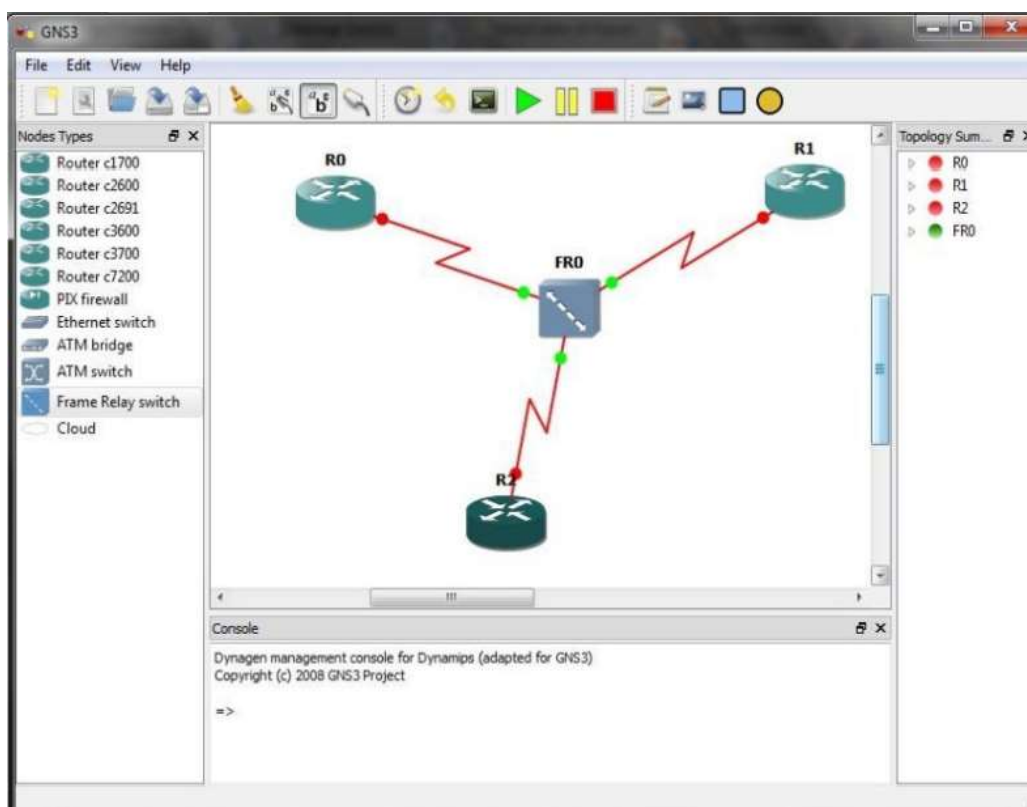 GNS3
File Edit View Help
Nodes Types
Router c1700
Router c2600
Router c2691
Router c3600
Router c3700
Router c7200
PIX firewall
Ethernet switch
ATM bridge
ATM switch
Frame Relay switch
Cloud
R0
R1
FR0
R2
Topology Sum...
R0
R1
R2
FR0
Console
Dynagen management console for Dynamips (adapted for GNS3)
Copyright (c) 2008 GNS3 Project
=>